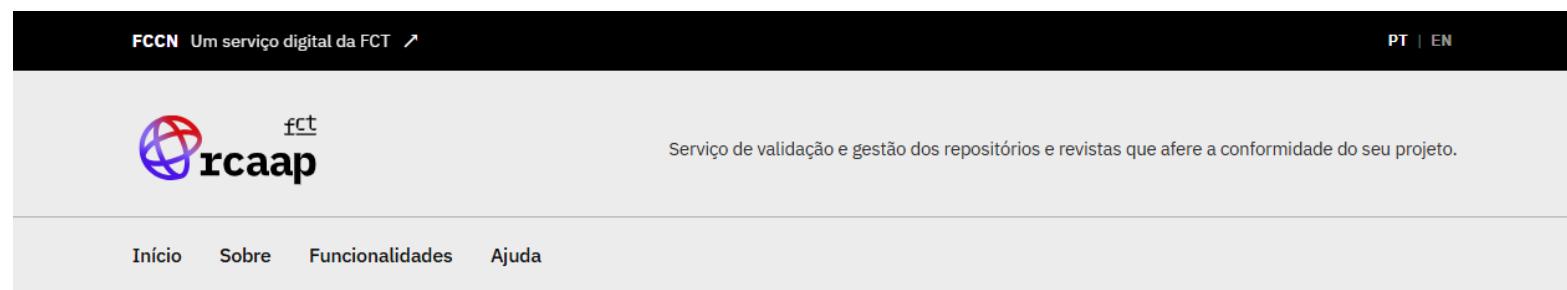 FCCN Um serviço digital da FCT ↗
PT | EN
fct
rcaap
Serviço de validação e gestão dos repositórios e revistas que afere a conformidade do seu projeto.
Início Sobre Funcionalidades Ajuda